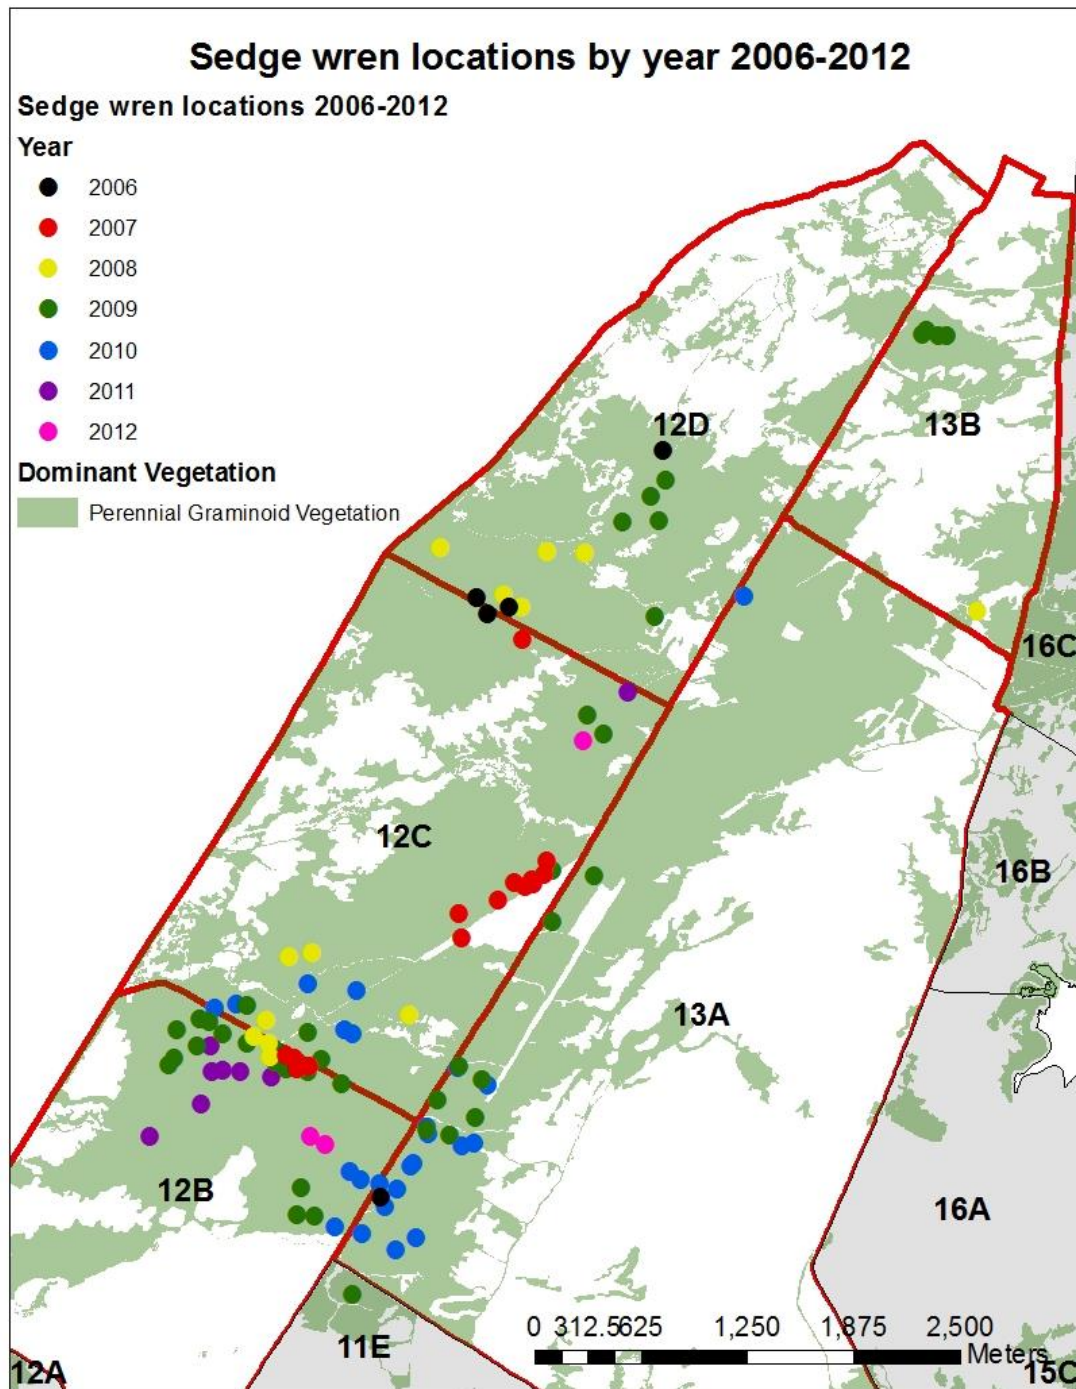 Sedge wren locations by year 2006-2012
Sedge wren locations 2006-2012
Year
2006
2007
2008
2009
2010
2011
2012
Dominant Vegetation
Perennial Graminoid Vegetation
12D
13B
16C
12C
16B
13A
12B
16A
11E
12A
15C
0 312.5 625 1,250 1,875 2,500
Meters